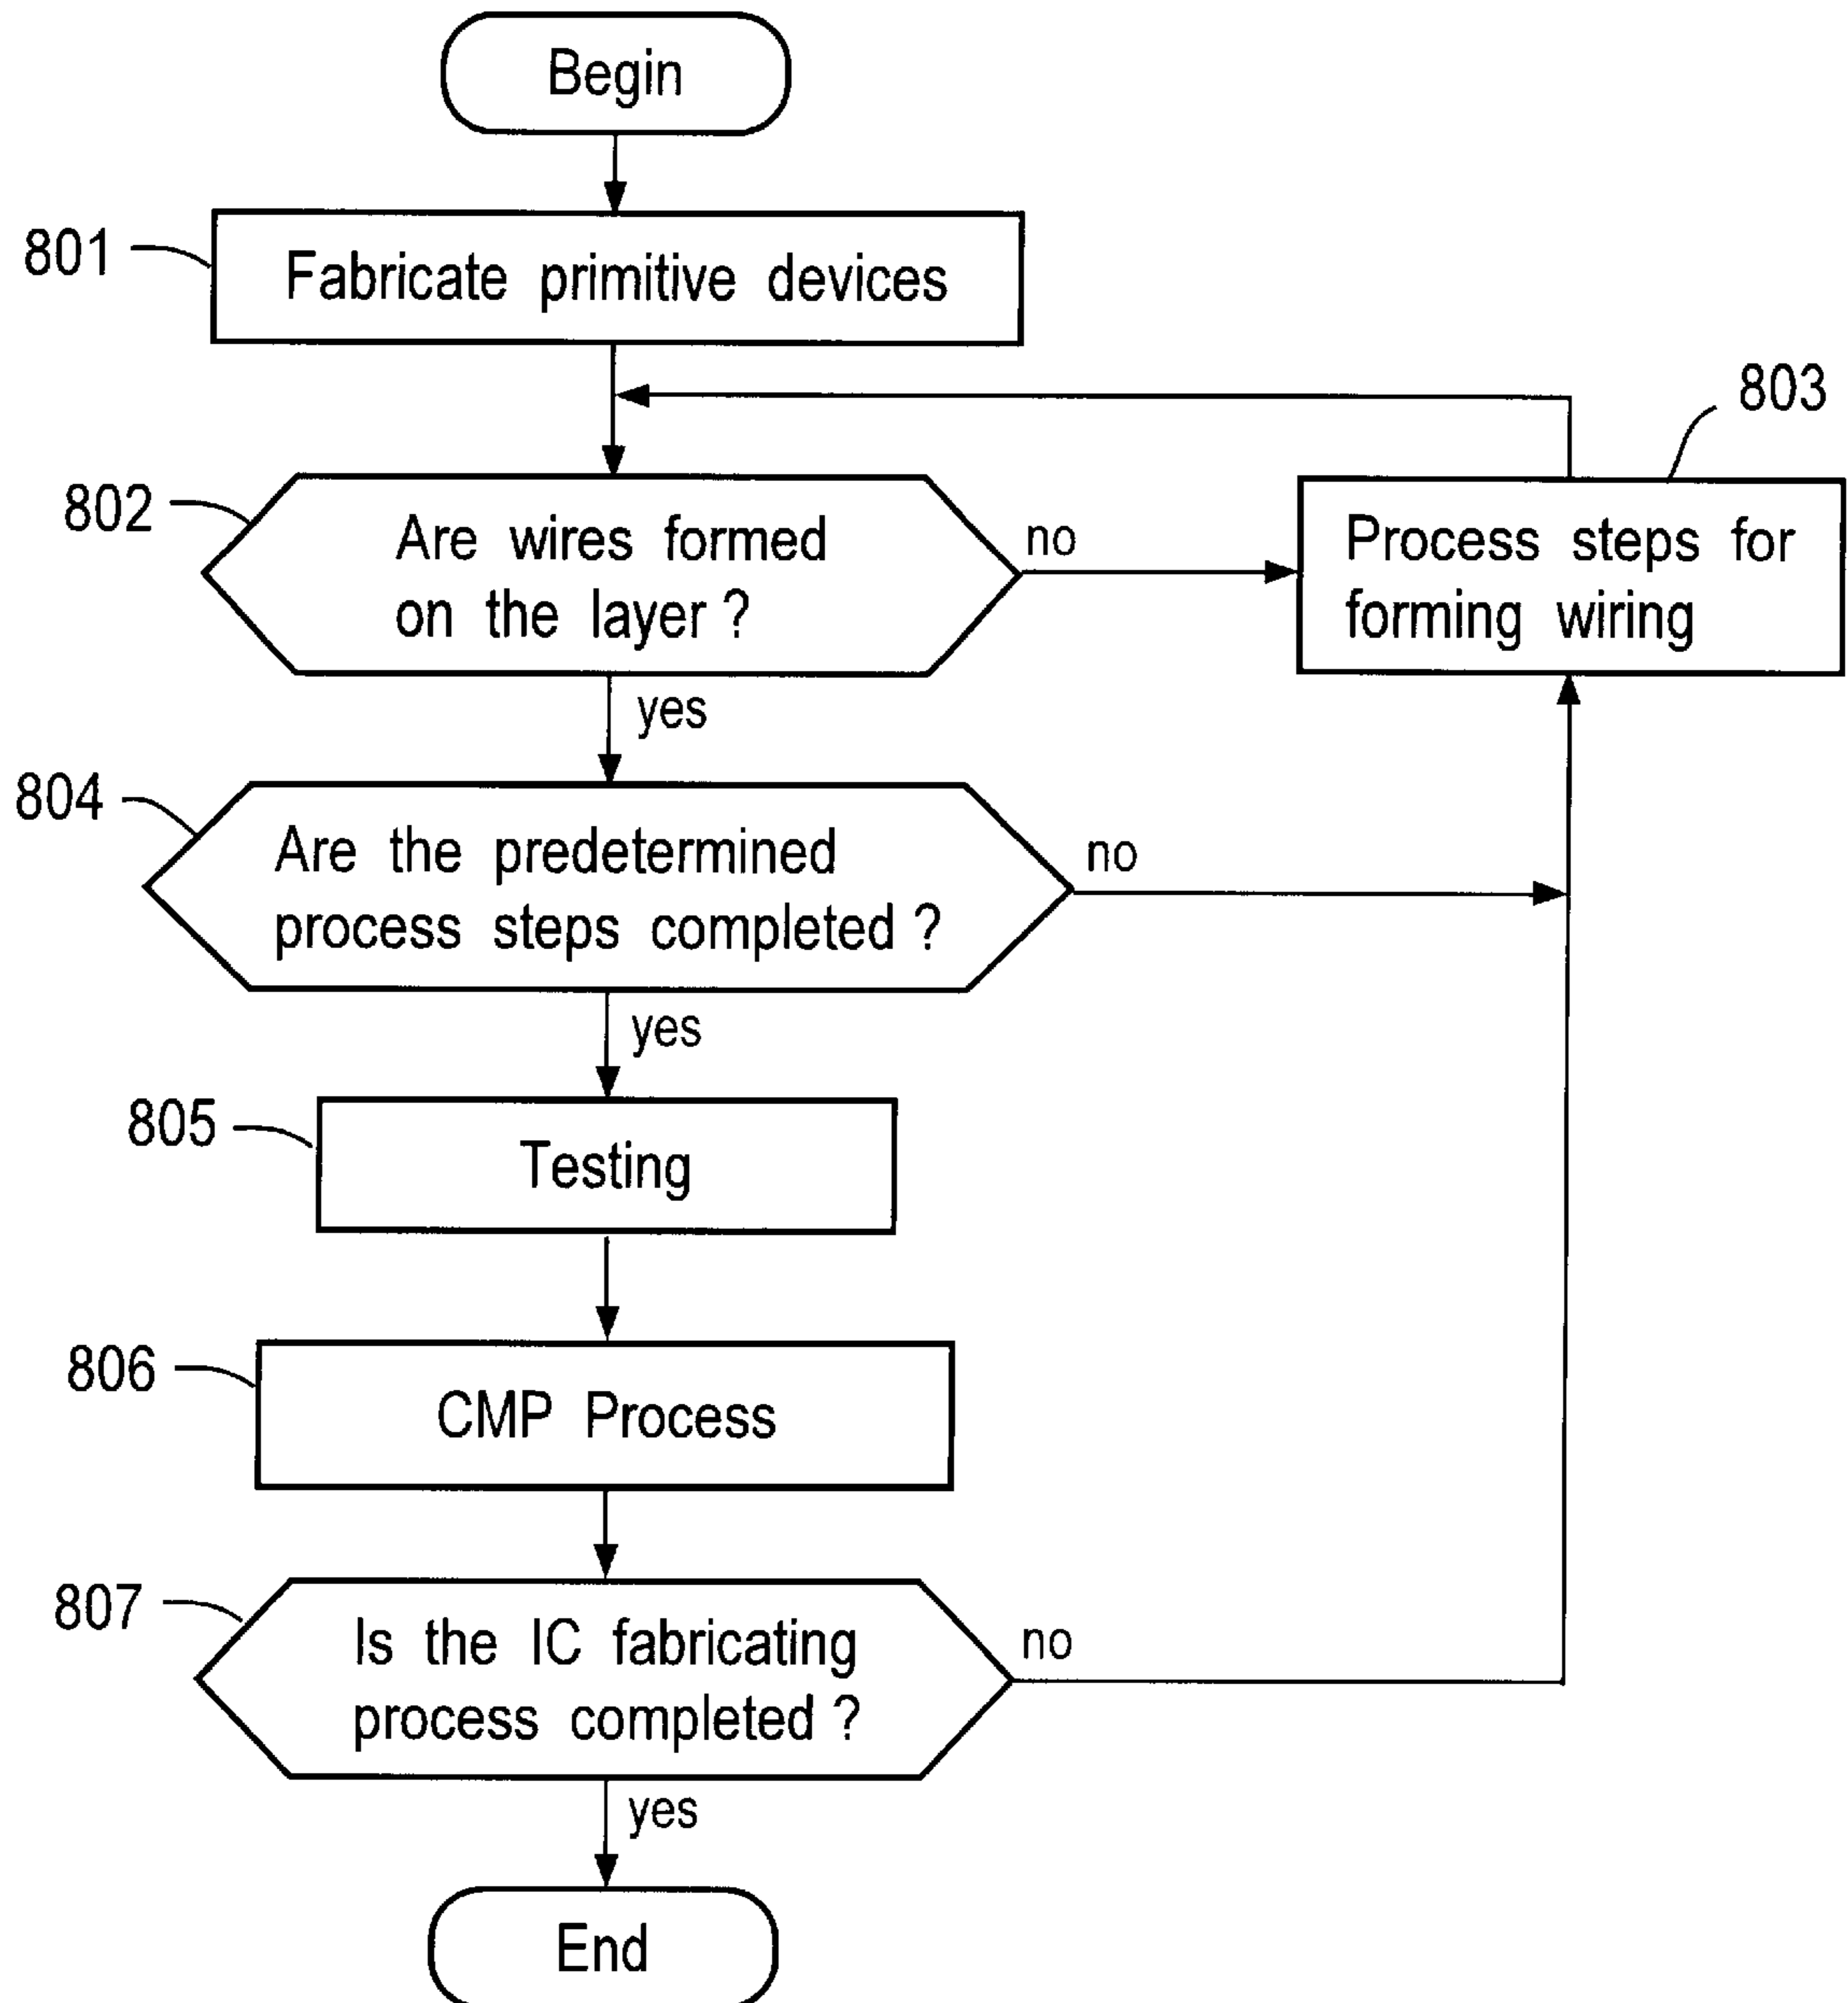 Begin
801
Fabricate primitive devices
803
802
Are wires formed
on the layer ?
no
Process steps for
forming wiring
yes
804
Are the predetermined
process steps completed ?
no
yes
805
Testing
806
CMP Process
807
Is the IC fabricating
process completed ?
no
yes
End